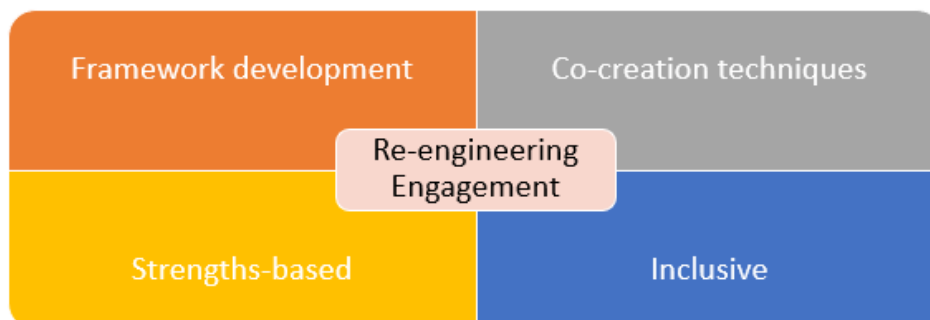 Framework development
Co-creation techniques
Re-engineering
Engagement
Strengths-based
Inclusive